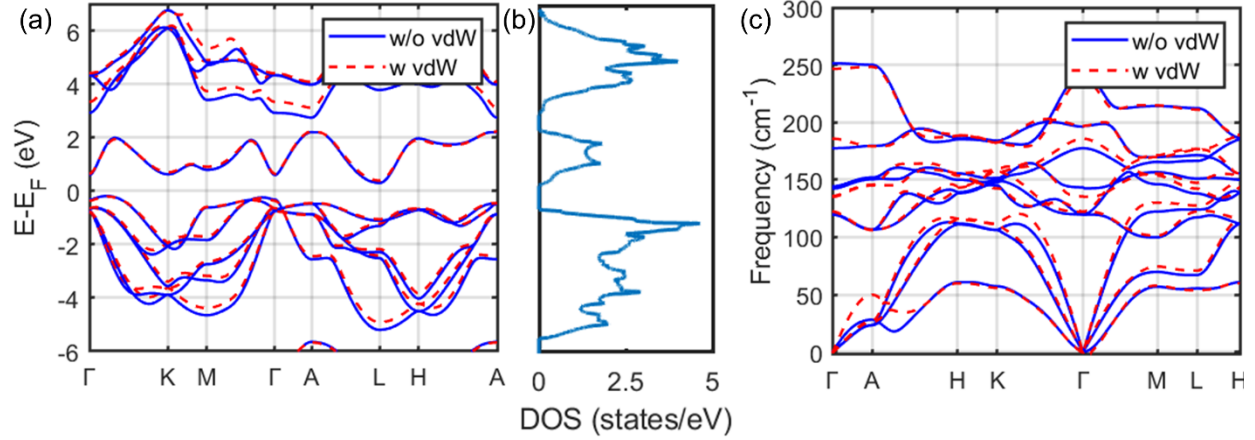 (a)
E-E_F (eV)
6
4
2
0
-2
-4
-6
w/o vdW
w vdW
Γ K M Γ A L H A
(b)
0 2.5 5
DOS (states/eV)
(c)
Frequency (cm⁻¹)
300
250
200
150
100
50
0
w/o vdW
w vdW
Γ A H K Γ M L H